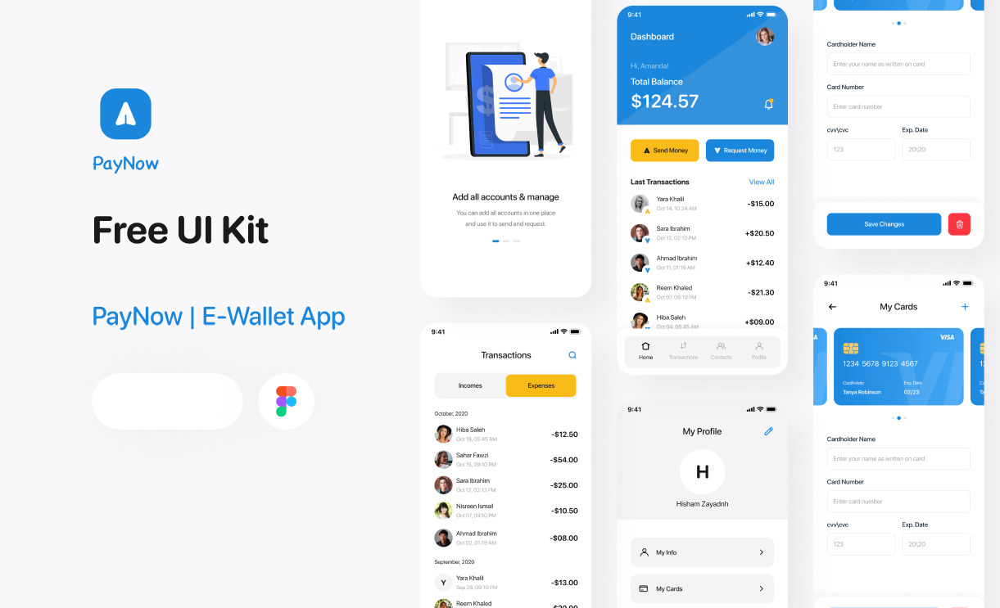 PayNow
Free UI Kit
PayNow | E-Wallet App
Add all accounts & manage
You can add all accounts in one place
and use it to send and request.
9:41
Transactions
Incomes
Expenses
October, 2020
Hiba Saleh
-$12.50
Oct 19, 05:45 AM
Sahar Fawzi
-$54.00
Oct 15, 09:10 PM
Sara Ibrahim
-$25.00
Oct 12, 02:13 PM
Nisreen Ismail
-$10.50
Oct 07, 09:10 PM
Ahmad Ibrahim
-$08.00
Oct 02, 01:19 AM
September, 2020
Y
Yara Khalil
-$13.00
Sep 28, 09:10 PM
Reem Khaled
9:41
Dashboard
Hi, Amanda!
Total Balance
$124.57
Send Money
Request Money
Last Transactions
View All
Yara Khalil
-$15.00
Oct 14, 10:24 AM
Sara Ibrahim
+$20.50
Oct 12, 02:13 PM
Ahmad Ibrahim
+$12.40
Oct 11, 01:19 AM
Reem Khaled
-$21.30
Oct 07, 09:10 PM
Hiba Saleh
+$09.00
Oct 04, 05:45 AM
Home
Transactions
Contacts
Profile
9:41
My Profile
H
Hisham Zayadnh
My Info
My Cards
Cardholder Name
Enter your name as written on card
Card Number
Enter card number
cvv\cvc
Exp. Date
123
20\20
Save Changes
9:41
My Cards
VISA
1234 5678 9123 4567
Cardholder
Exp. Date
Tanya Robinson
02/23
Cardholder Name
Enter your name as written on card
Card Number
Enter card number
cvv\cvc
Exp. Date
123
20\20